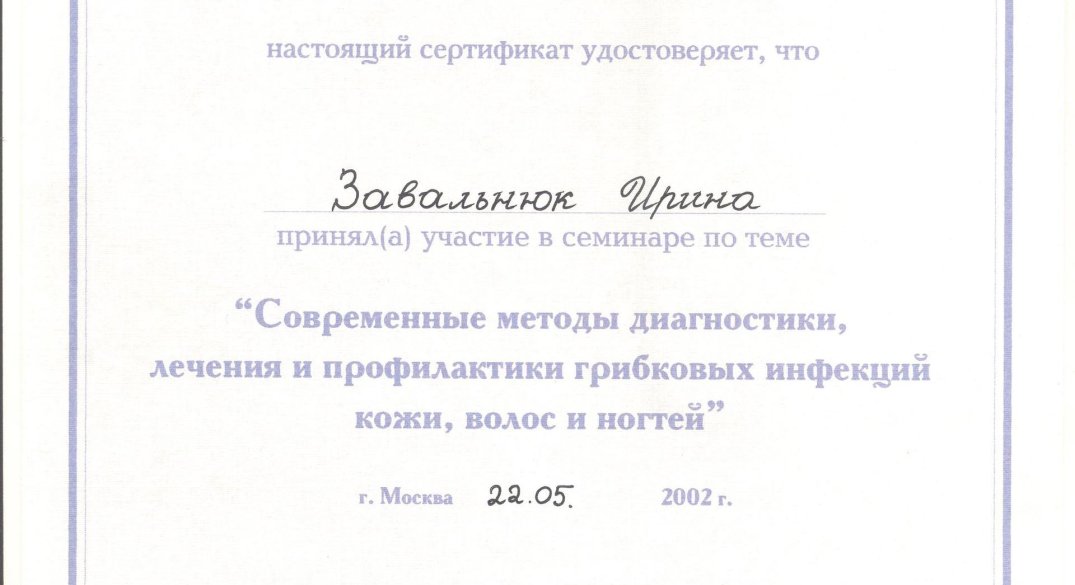 настоящий сертификат удостоверяет, что
Завальнюк Ирина
принял(а) участие в семинаре по теме
“Современные методы диагностики,
лечения и профилактики грибковых инфекций
кожи, волос и ногтей”
г. Москва 22.05. 2002 г.